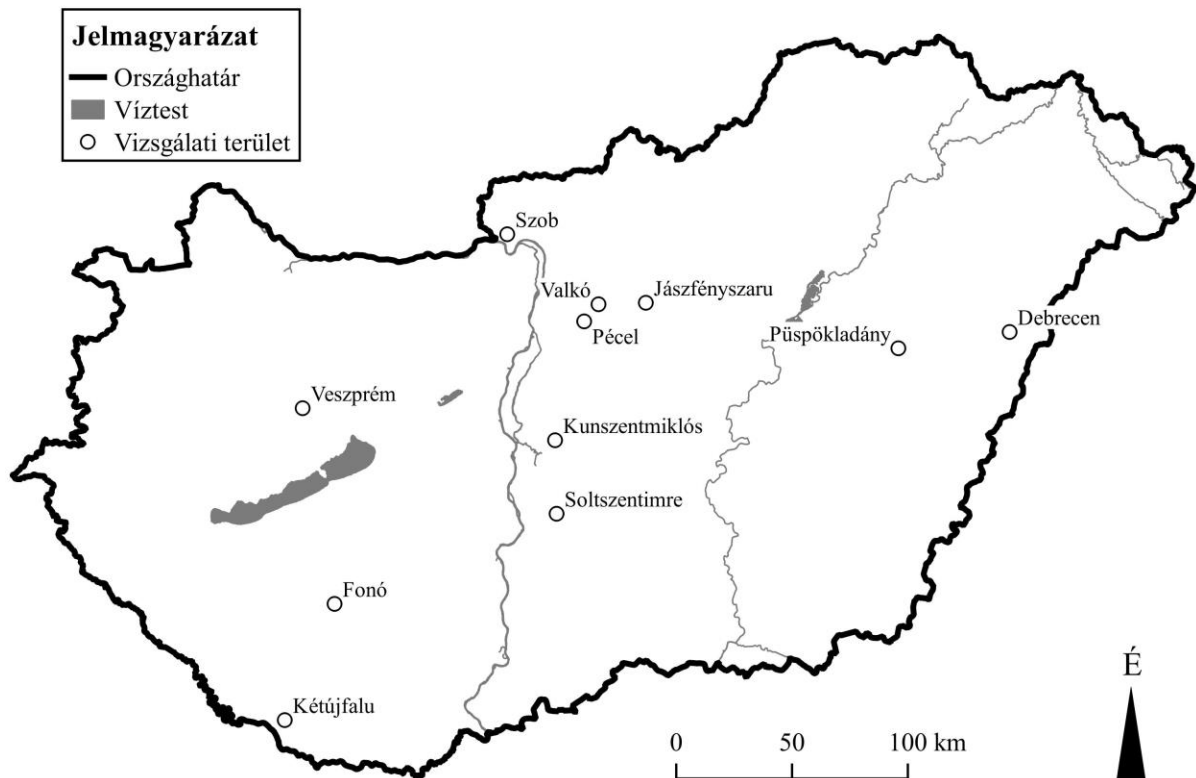 Jelmagyarázat
Országhatár
Víztest
Vizsgálati terület
Szob
Valkó
Jászfényszaru
Pécel
Püspökladány
Debrecen
Veszprém
Kunszentmiklós
Soltszentimre
Fonó
Kétújfalu
É
0 50 100 km